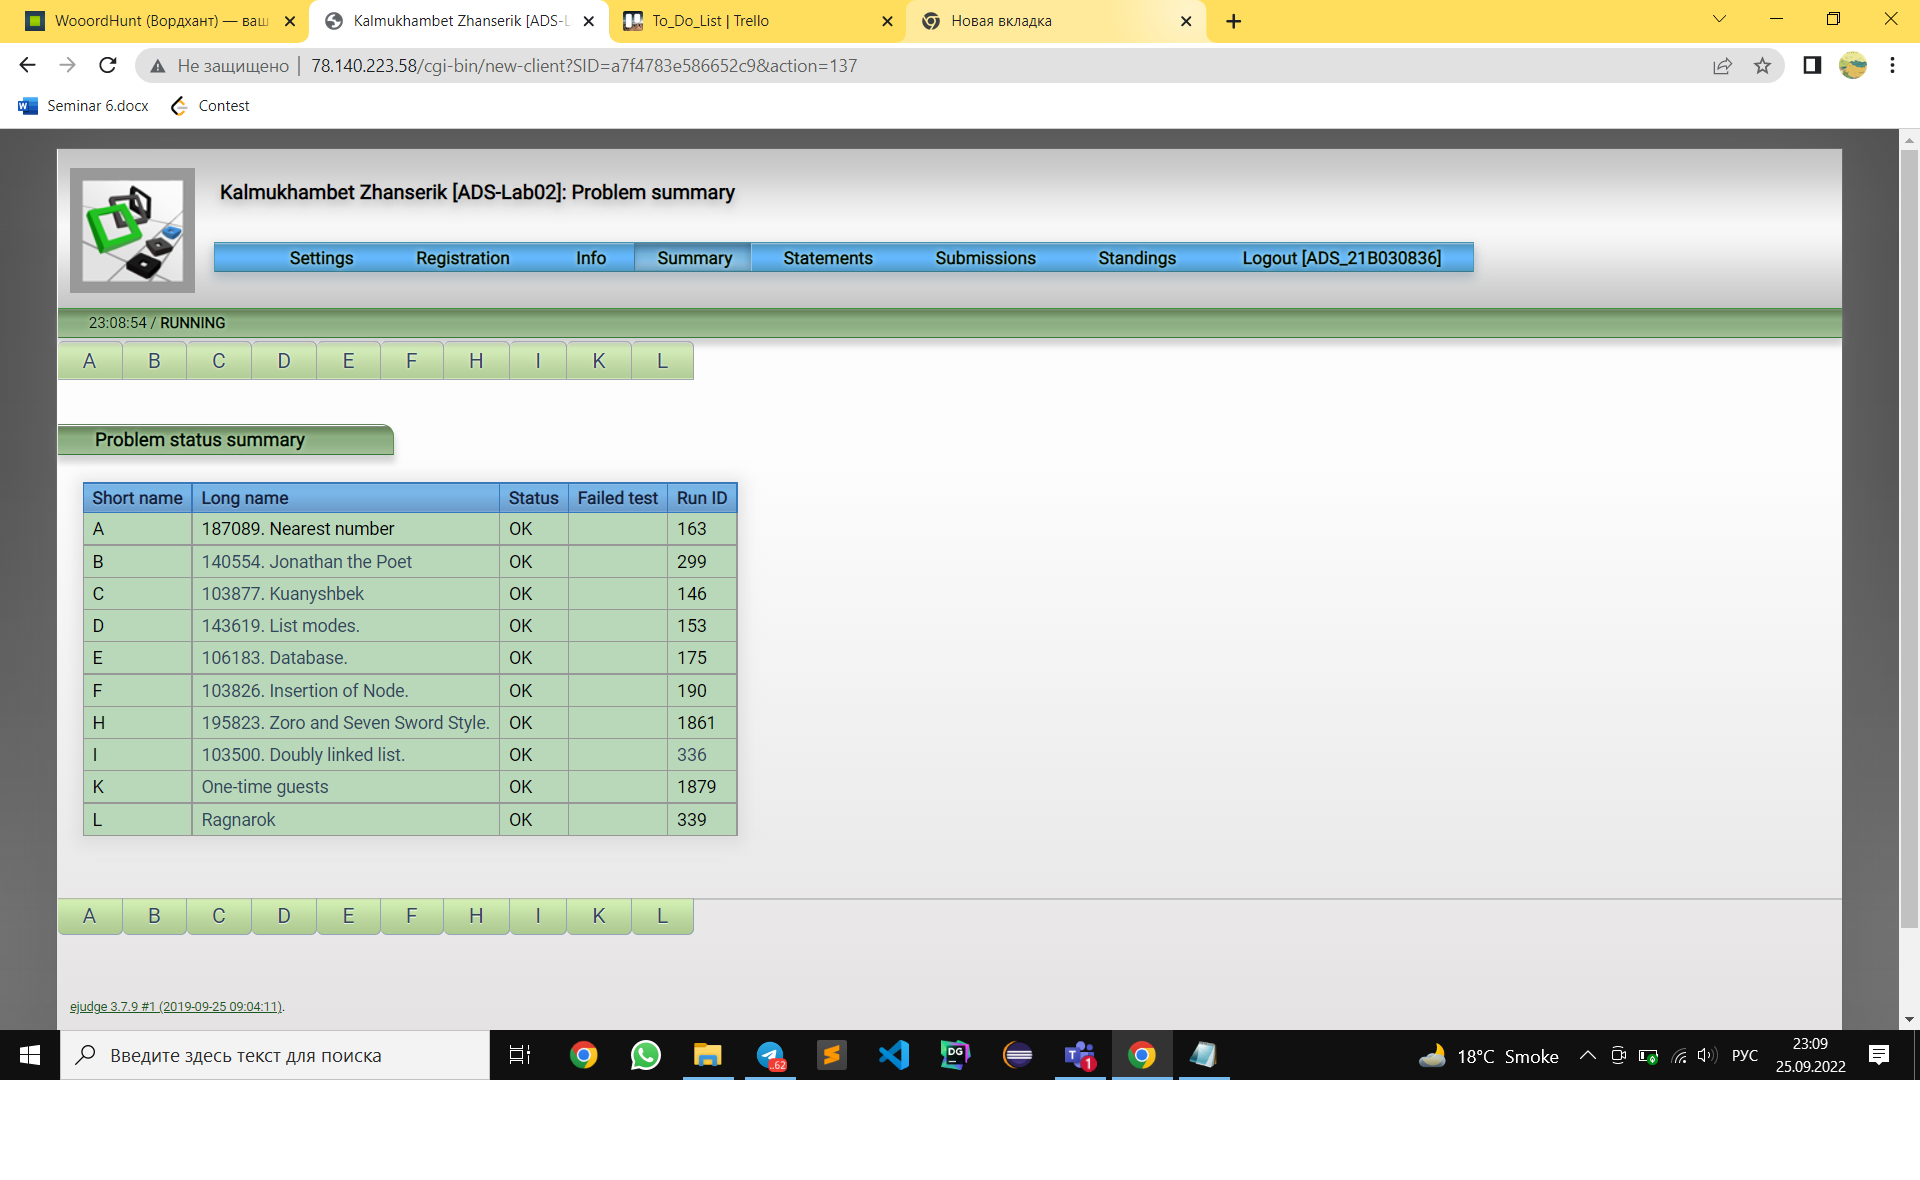 WooordHunt (Вордхант) — ваш
Kalmukhambet Zhanserik [ADS-L
To_Do_List | Trello
Новая вкладка
Не защищено | 78.140.223.58/cgi-bin/new-client?SID=a7f4783e586652c9&action=137
Seminar 6.docx
Contest
Kalmukhambet Zhanserik [ADS-Lab02]: Problem summary
Settings Registration Info Summary Statements Submissions Standings Logout [ADS_21B030836]
23:08:54 / RUNNING
A B C D E F H I K L
Problem status summary
Short name Long name Status Failed test Run ID
A 187089. Nearest number OK 163
B 140554. Jonathan the Poet OK 299
C 103877. Kuanyshbek OK 146
D 143619. List modes. OK 153
E 106183. Database. OK 175
F 103826. Insertion of Node. OK 190
H 195823. Zoro and Seven Sword Style. OK 1861
I 103500. Doubly linked list. OK 336
K One-time guests OK 1879
L Ragnarok OK 339
A B C D E F H I K L
ejudge 3.7.9 #1 (2019-09-25 09:04:11).
Введите здесь текст для поиска
..62
DG
1
18°C Smoke
РУС
23:09
25.09.2022